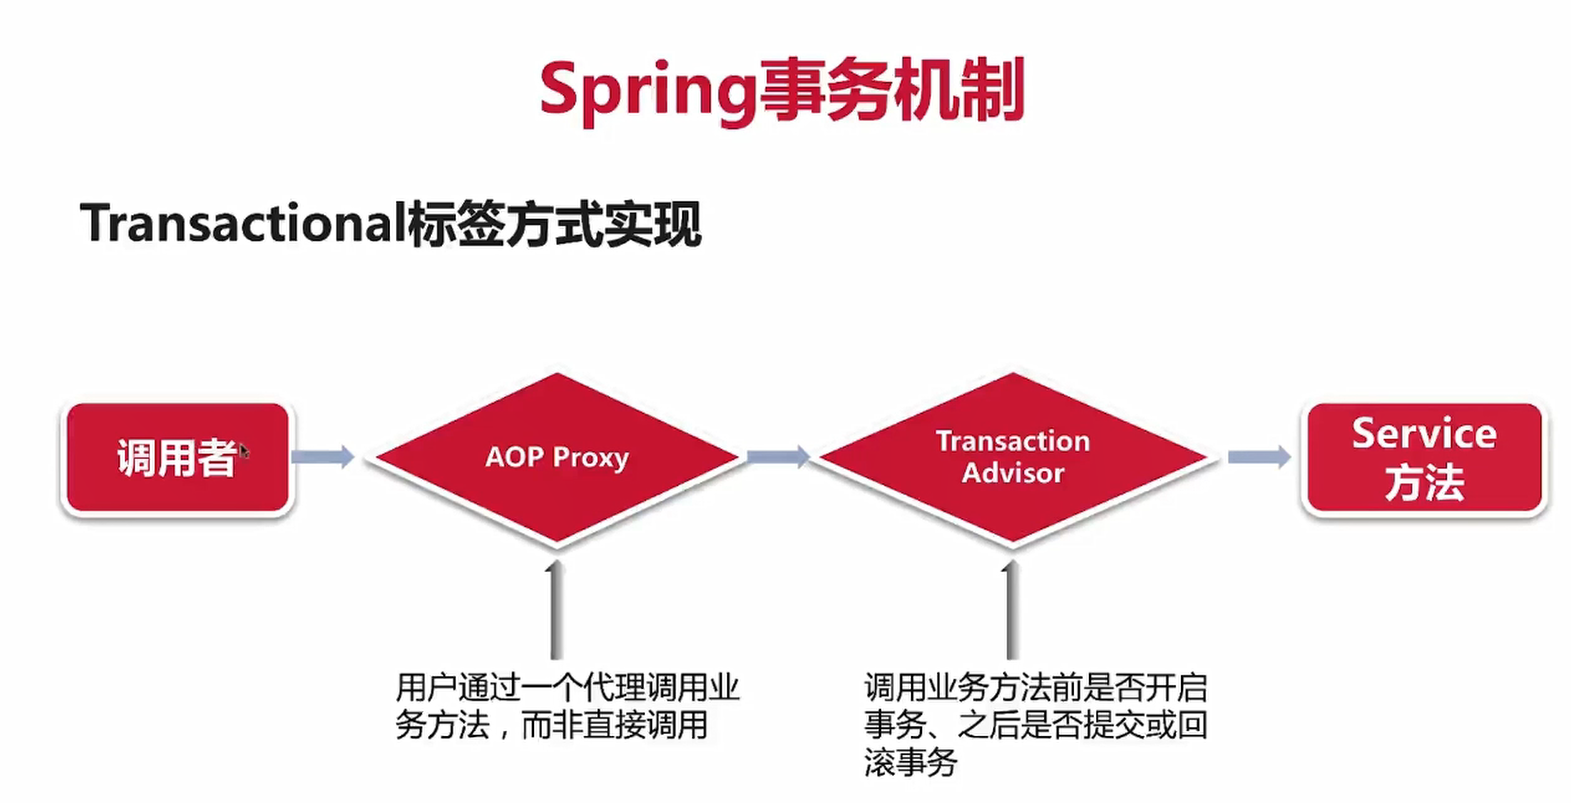 Spring事务机制
Transactional标签方式实现
调用者
AOP Proxy
Transaction
Advisor
Service
方法
用户通过一个代理调用业
务方法，而非直接调用
调用业务方法前是否开启
事务、之后是否提交或回
滚事务